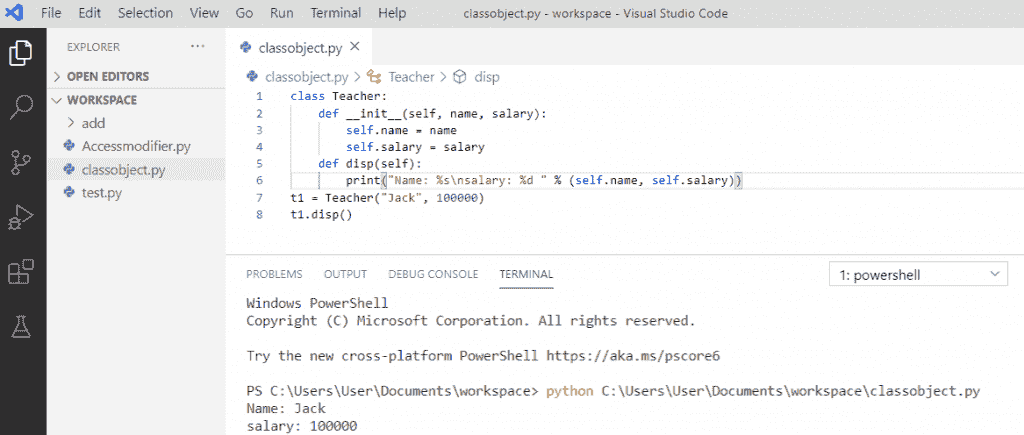 File Edit Selection View Go Run Terminal Help classobject.py - workspace - Visual Studio Code
EXPLORER ...
OPEN EDITORS
WORKSPACE
add
Accessmodifier.py
classobject.py
test.py
classobject.py
classobject.py > Teacher > disp
1 class Teacher:
2     def __init__(self, name, salary):
3         self.name = name
4         self.salary = salary
5     def disp(self):
6         print("Name: %s\nsalary: %d " % (self.name, self.salary))
7 t1 = Teacher("Jack", 100000)
8 t1.disp()
PROBLEMS OUTPUT DEBUG CONSOLE TERMINAL 1: powershell
Windows PowerShell
Copyright (C) Microsoft Corporation. All rights reserved.
Try the new cross-platform PowerShell https://aka.ms/pscore6
PS C:\Users\User\Documents\workspace> python C:\Users\User\Documents\workspace\classobject.py
Name: Jack
salary: 100000